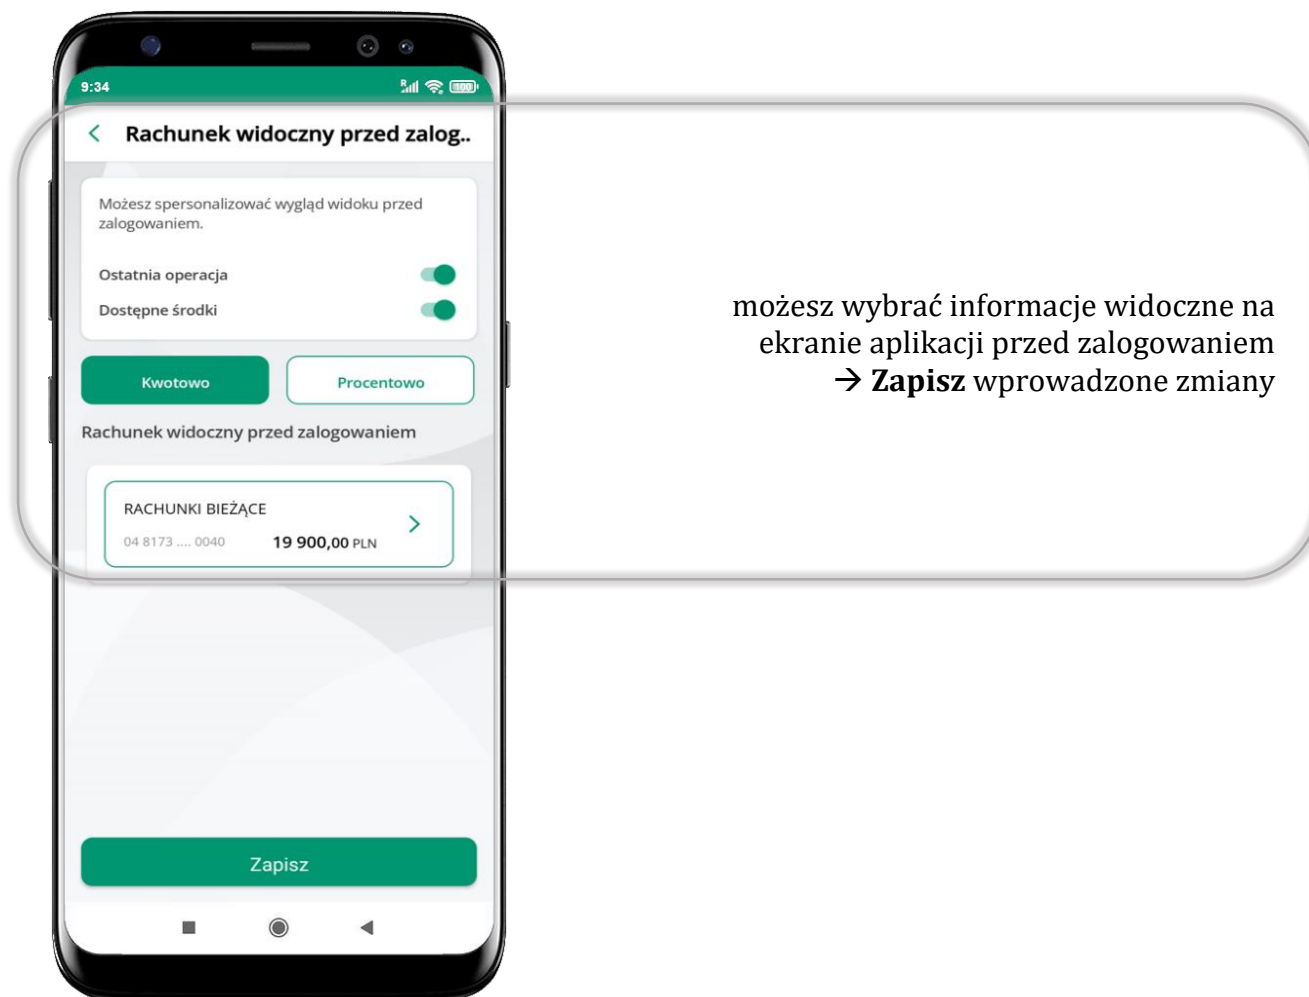 9:34
R
100
Rachunek widoczny przed zalog..
Możesz spersonalizować wygląd widoku przed
zalogowaniem.
Ostatnia operacja
Dostępne środki
Kwotowo
Procentowo
Rachunek widoczny przed zalogowaniem
RACHUNKI BIEŻĄCE
04 8173 .... 0040 19 900,00 PLN
Zapisz
możesz wybrać informacje widoczne na
ekranie aplikacji przed zalogowaniem
→ Zapisz wprowadzone zmiany